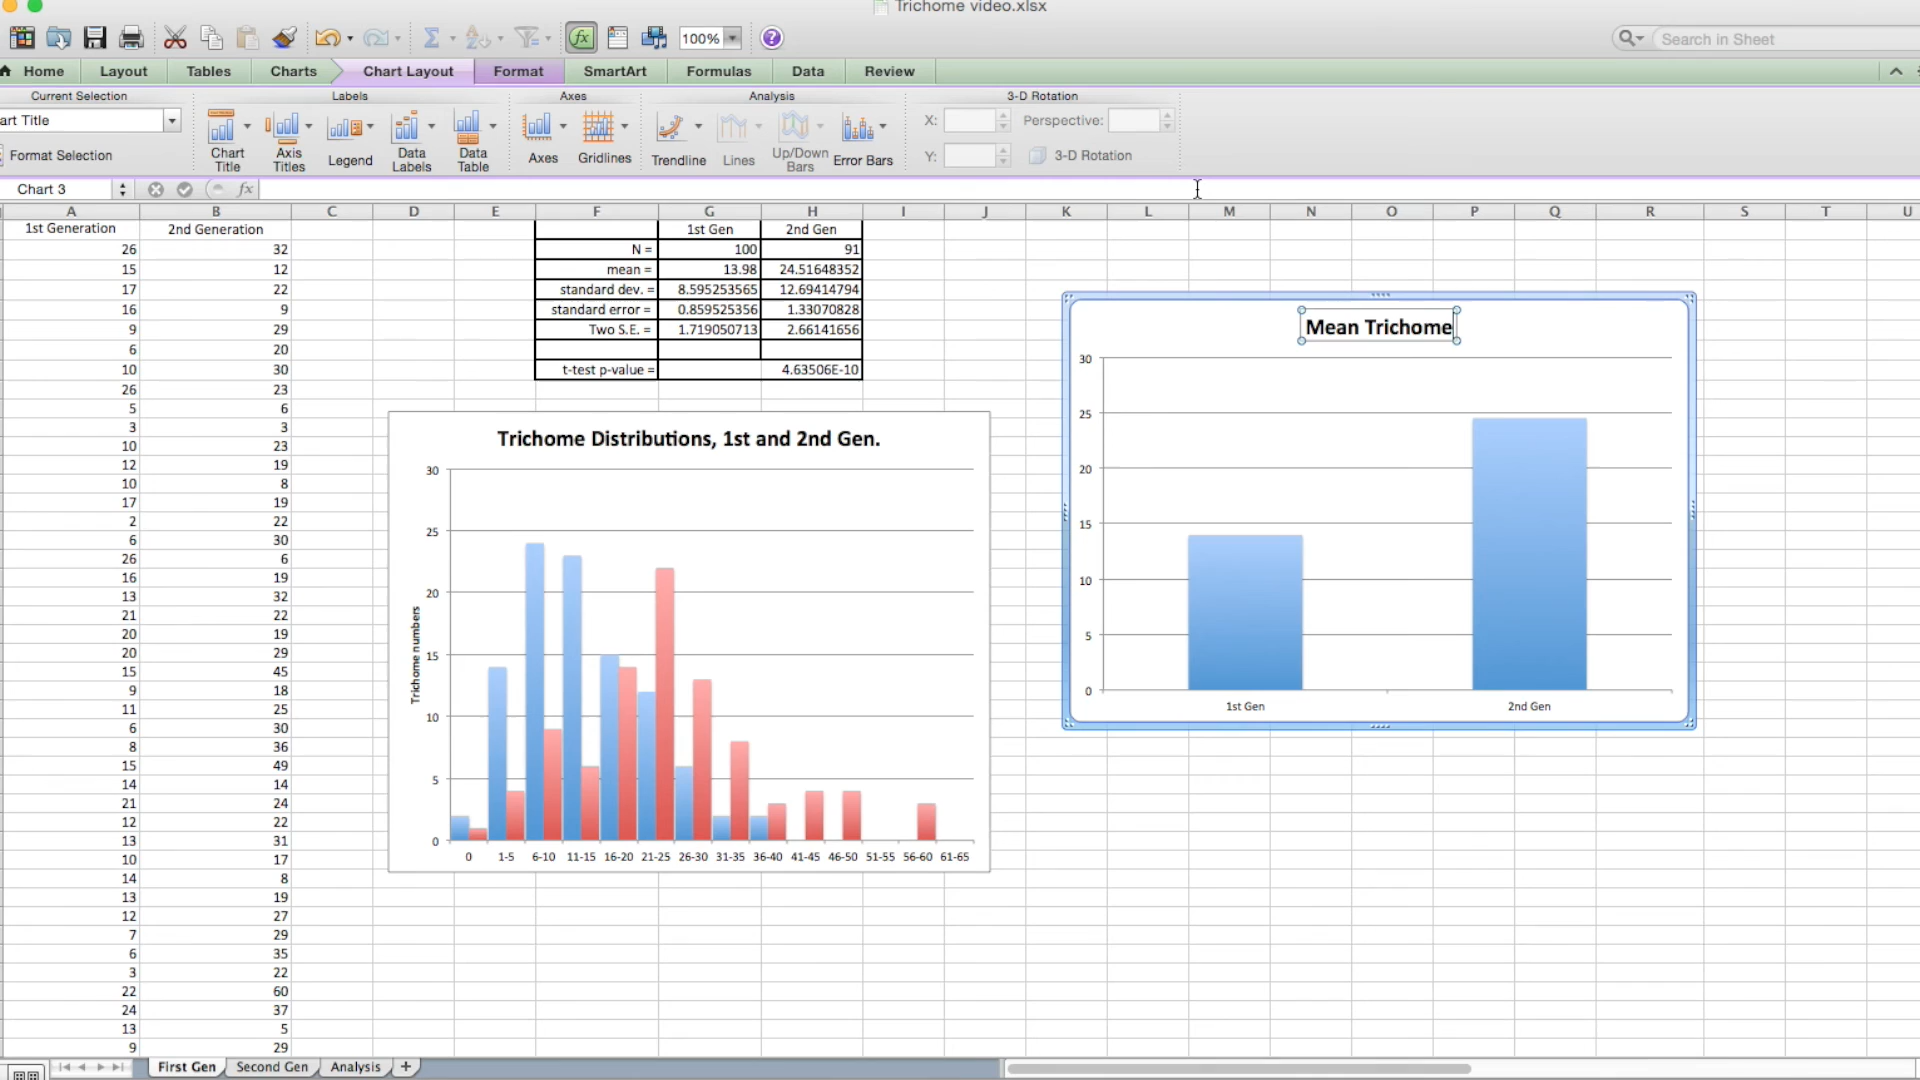 Trichome video.xlsx
100%
Search in Sheet
Home Layout Tables Charts Chart Layout Format SmartArt Formulas Data Review
Current Selection Labels Axes Analysis 3-D Rotation
art Title
Format Selection
Chart Title
Axis Titles
Legend
Data Labels
Data Table
Axes
Gridlines
Trendline
Lines
Up/Down Bars
Error Bars
X: Perspective:
Y: 3-D Rotation
Chart 3 fx
A B C D E F G H I J K L M N O P Q R S T U
1st Generation 2nd Generation 1st Gen 2nd Gen
26 32 N = 100 91
15 12 mean = 13.98 24.51648352
17 22 standard dev. = 8.595253565 12.69414794
16 9 standard error = 0.859525356 1.33070828
9 29 Two S.E. = 1.719050713 2.66141656
6 20
10 30 t-test p-value = 4.63506E-10
26 23
5 6
3 3
10 23
12 19
10 8
17 19
2 22
6 30
26 6
16 19
13 32
21 22
20 19
20 29
15 45
9 18
11 25
6 30
8 36
15 49
14 14
21 24
12 22
13 31
10 17
14 8
13 19
12 27
7 29
6 35
3 22
22 60
24 37
13 5
9 29
Trichome Distributions, 1st and 2nd Gen.
Trichome numbers
30
25
20
15
10
5
0
0 1-5 6-10 11-15 16-20 21-25 26-30 31-35 36-40 41-45 46-50 51-55 56-60 61-65
Mean Trichome
30
25
20
15
10
5
0
1st Gen 2nd Gen
First Gen Second Gen Analysis +